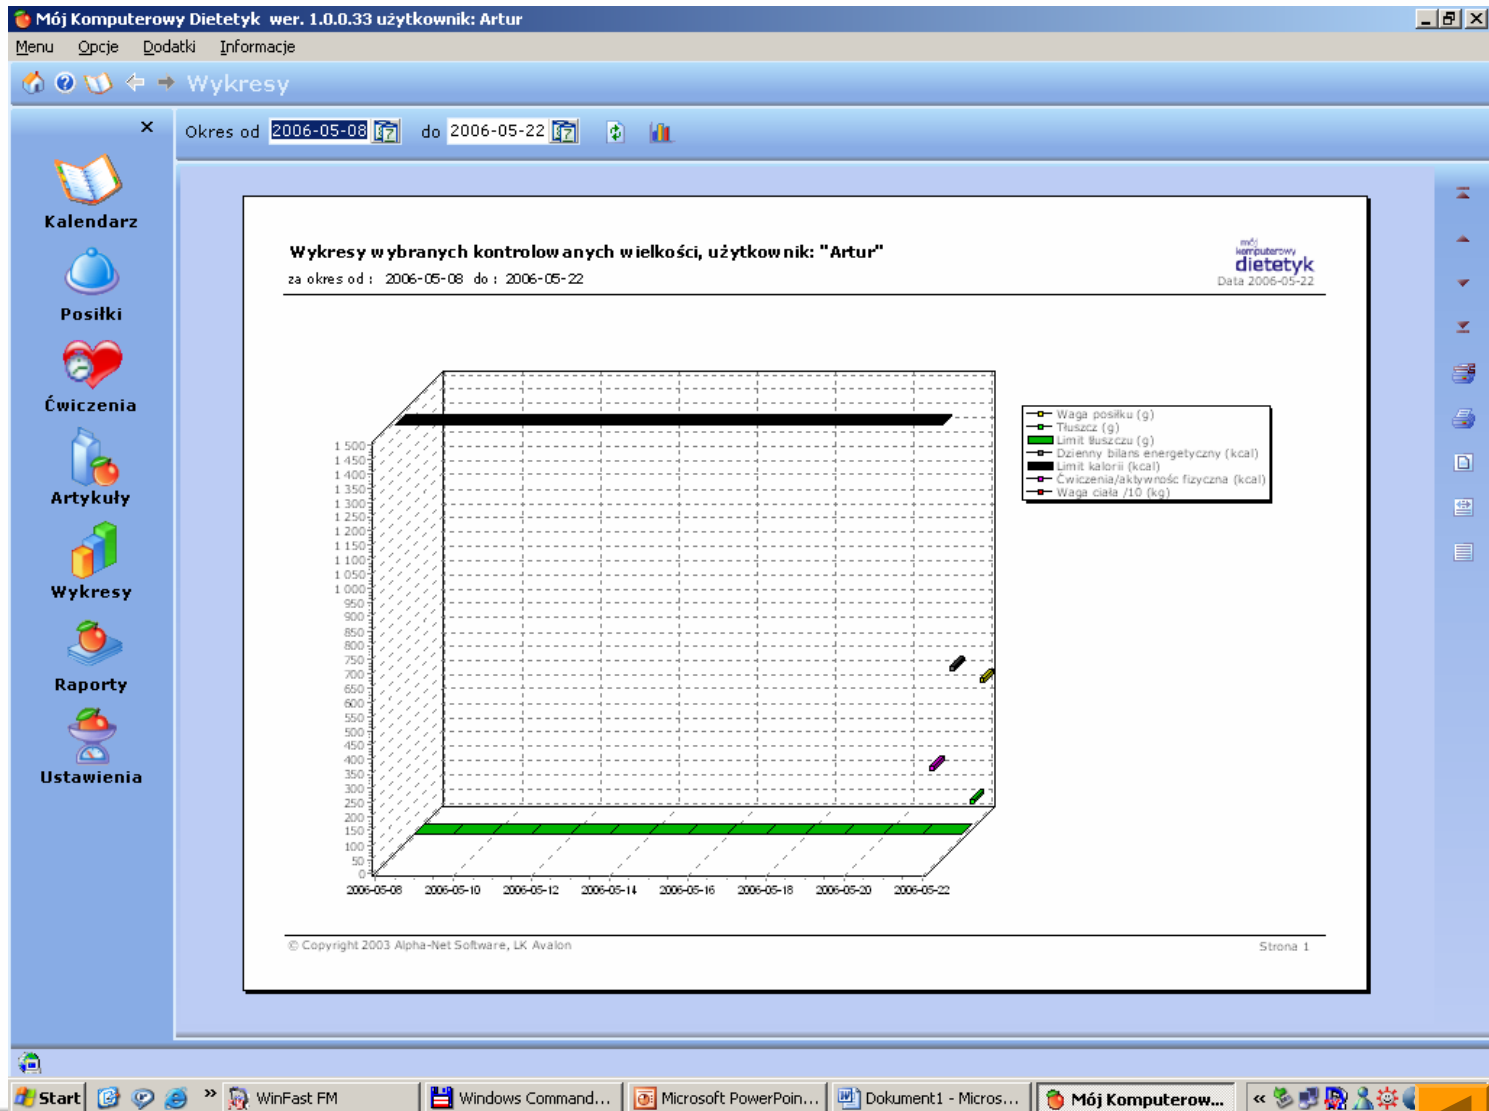 Mój Komputerowy Dietetyk wer. 1.0.0.33 użytkownik: Artur
Menu Opcje Dodatki Informacje
Wykresy
Okres od 2006-05-08 do 2006-05-22
Kalendarz
Posiłki
Ćwiczenia
Artykuły
Wykresy
Raporty
Ustawienia
Wykresy wybranych kontrolowanych wielkości, użytkownik: "Artur"
za okres od : 2006-05-08 do : 2006-05-22
mój
komputerowy
dietetyk
Data 2006-05-22
1 500
1 450
1 400
1 350
1 300
1 250
1 200
1 150
1 100
1 050
1 000
950
900
850
800
750
700
650
600
550
500
450
400
350
300
250
200
150
100
50
0
2006-05-08 2006-05-10 2006-05-12 2006-05-14 2006-05-16 2006-05-18 2006-05-20 2006-05-22
Waga posiłku (g)
Tłuszcz (g)
Limit tłuszczu (g)
Dzienny bilans energetyczny (kcal)
Limit kalorii (kcal)
Ćwiczenia/aktywnośc fizyczna (kcal)
Waga ciała /10 (kg)
© Copyright 2003 Alpha-Net Software, LK Avalon
Strona 1
Start » WinFast FM Windows Command... Microsoft PowerPoin... Dokument1 - Micros... Mój Komputerow... «